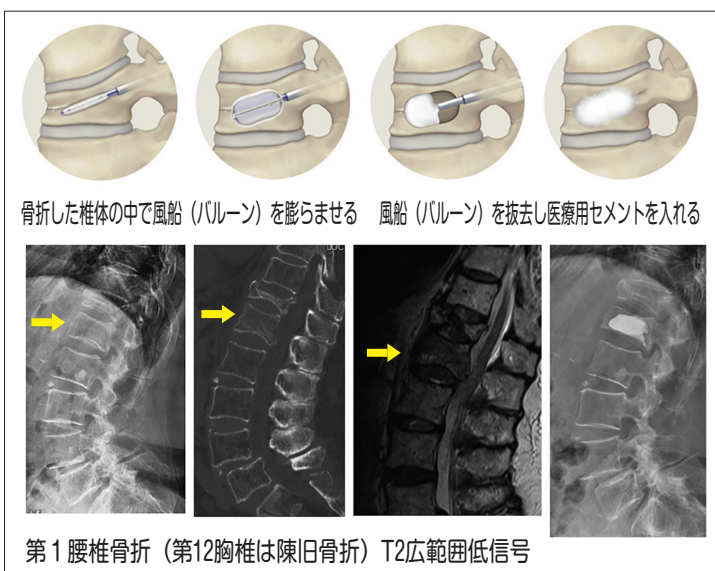 骨折した椎体の中で風船（バルーン）を膨らませる
風船（バルーン）を抜去し医療用セメントを入れる
第1腰椎骨折（第12胸椎は陳旧骨折）T2広範囲低信号